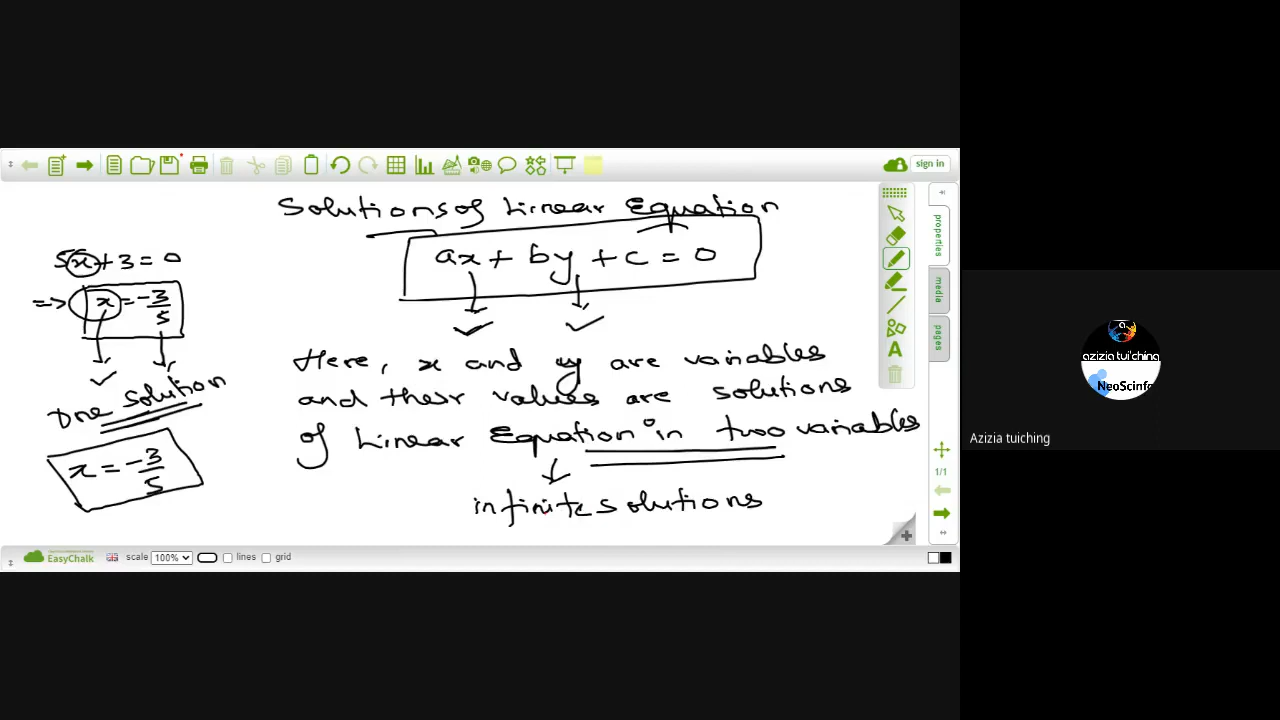 sign in
Solutions of Linear Equation
ax + by + c = 0
5x + 3 = 0
=> x = -3/5
One solution
x = -3/5
Here, x and y are variables
and their values are solutions
of Linear Equation in two variables
infinite solutions
properties
media
pages
1/1
EasyChalk
scale 100%
lines
grid
azizia tui'ching
NeoScinfo
Azizia tuiching